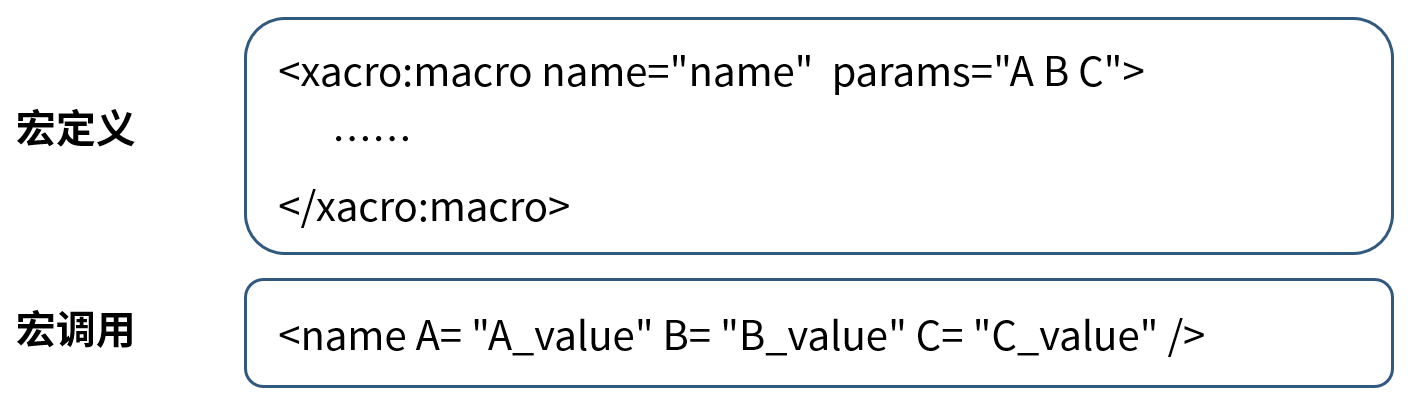 宏定义
<xacro:macro name="name"  params="A B C">
……
</xacro:macro>
宏调用
<name A= "A_value" B= "B_value" C= "C_value" />